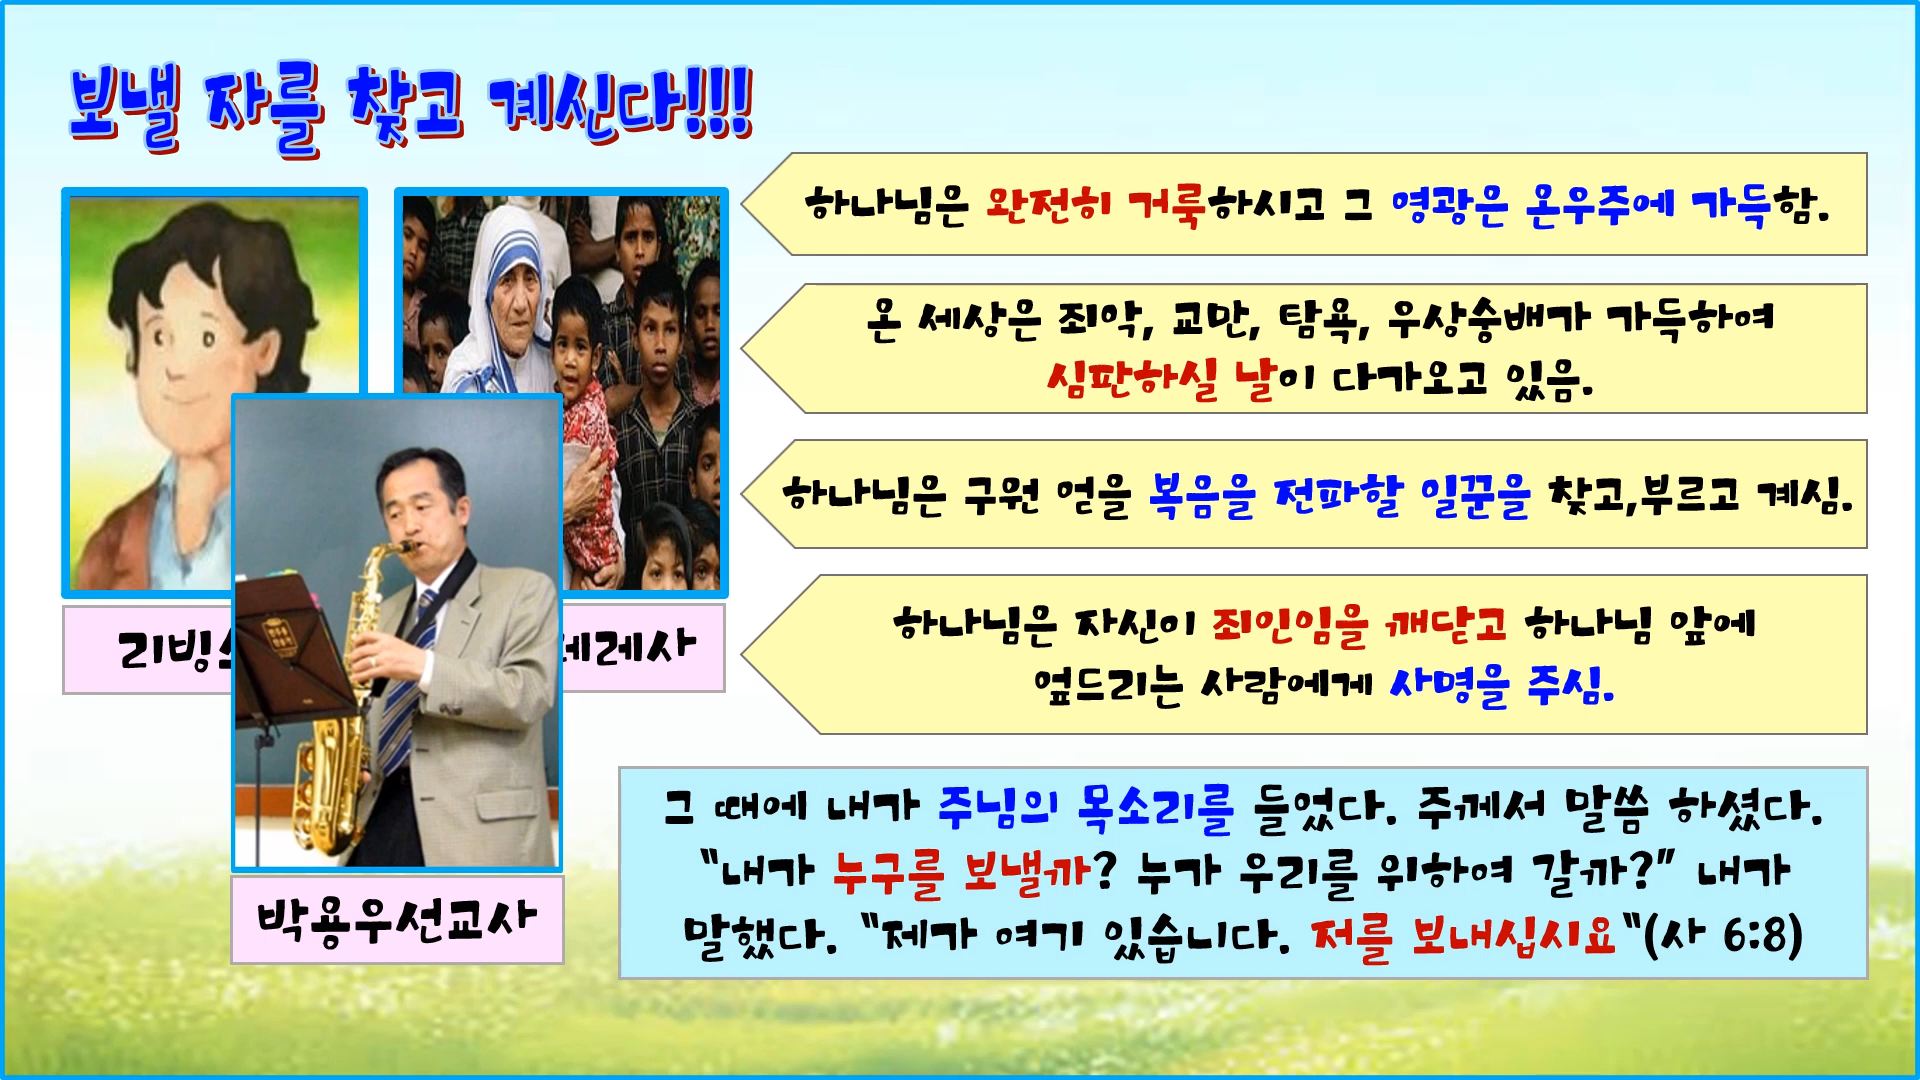 보낼 자를 찾고 계신다!!!
하나님은 완전히 거룩하시고 그 영광은 온우주에 가득함.
온 세상은 죄악, 교만, 탐욕, 우상숭배가 가득하여
심판하실 날이 다가오고 있음.
하나님은 구원 얻을 복음을 전파할 일꾼을 찾고,부르고 계심.
하나님은 자신이 죄인임을 깨닫고 하나님 앞에
엎드리는 사람에게 사명을 주심.
리빙
테레사
박용우선교사
그 때에 내가 주님의 목소리를 들었다. 주께서 말씀 하셨다.
“내가 누구를 보낼까? 누가 우리를 위하여 갈까?” 내가
말했다. “제가 여기 있습니다. 저를 보내십시요“(사 6:8)